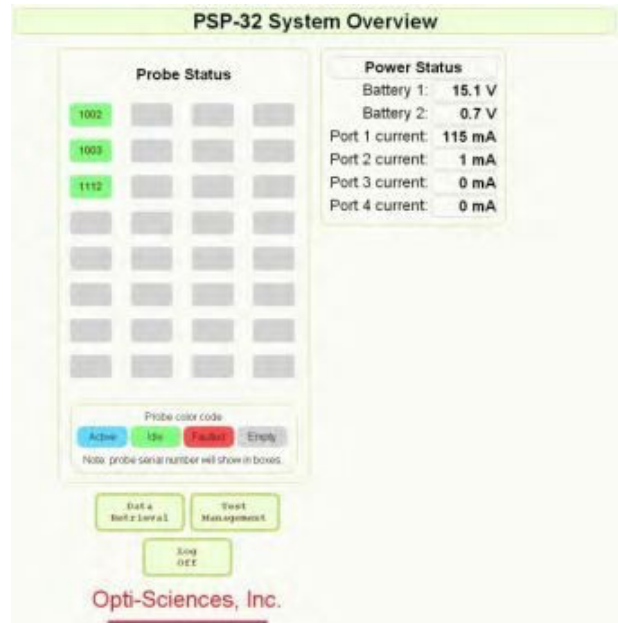 PSP-32 System Overview
Probe Status
1002
1003
1112
Probe color code
Active Idle Faulted Empty
Note: probe serial number will show in boxes.
Data
Retrieval
Test
Management
Log
Off
Opti-Sciences, Inc.
Power Status
Battery 1: 15.1 V
Battery 2: 0.7 V
Port 1 current: 115 mA
Port 2 current: 1 mA
Port 3 current: 0 mA
Port 4 current: 0 mA